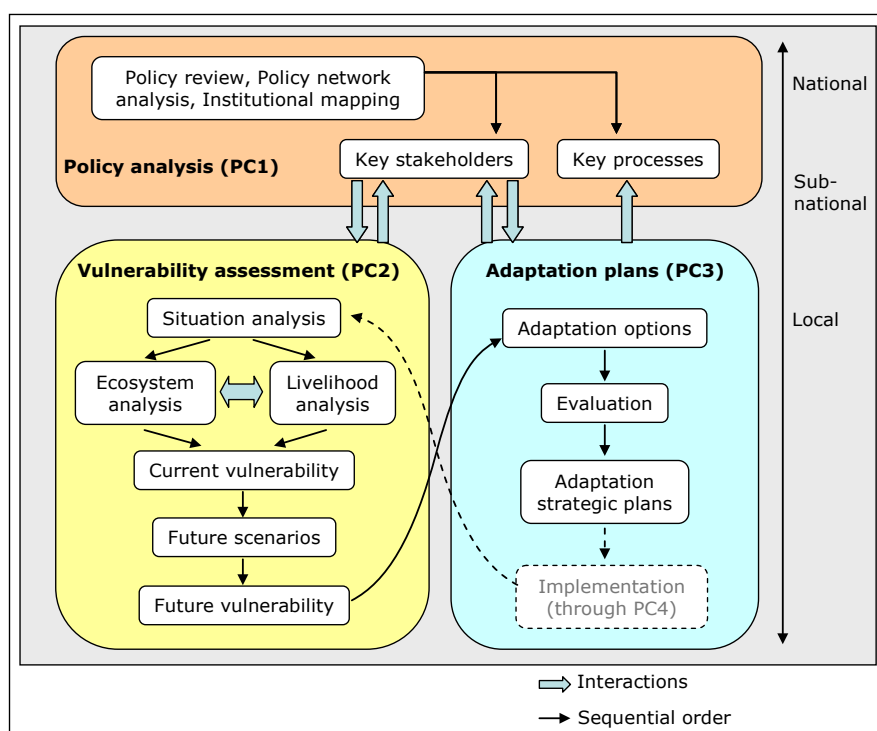 Policy review, Policy network
analysis, Institutional mapping
National
Key stakeholders
Key processes
Policy analysis (PC1)
Sub-
national
Vulnerability assessment (PC2)
Situation analysis
Ecosystem
analysis
Livelihood
analysis
Current vulnerability
Future scenarios
Future vulnerability
Adaptation plans (PC3)
Adaptation options
Evaluation
Adaptation
strategic plans
Implementation
(through PC4)
Local
Interactions
Sequential order